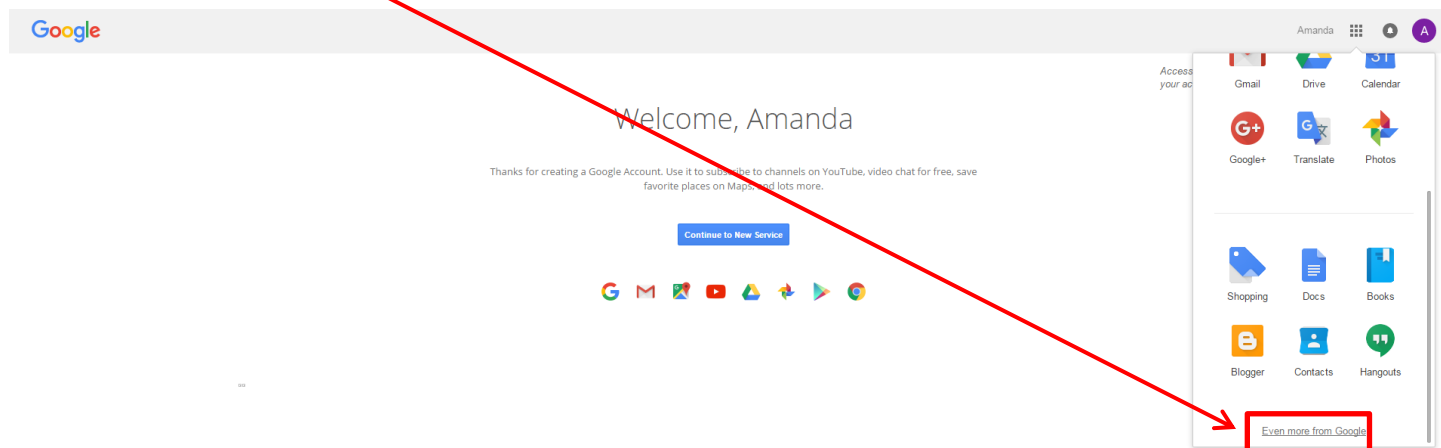 Google
Amanda
A
Access
your ac
31
Gmail Drive Calendar
G+
G
Google+ Translate Photos
Welcome, Amanda
Thanks for creating a Google Account. Use it to subscribe to channels on YouTube, video chat for free, save
favorite places on Maps, and lots more.
Continue to New Service
G
Shopping Docs Books
Blogger Contacts Hangouts
Even more from Google